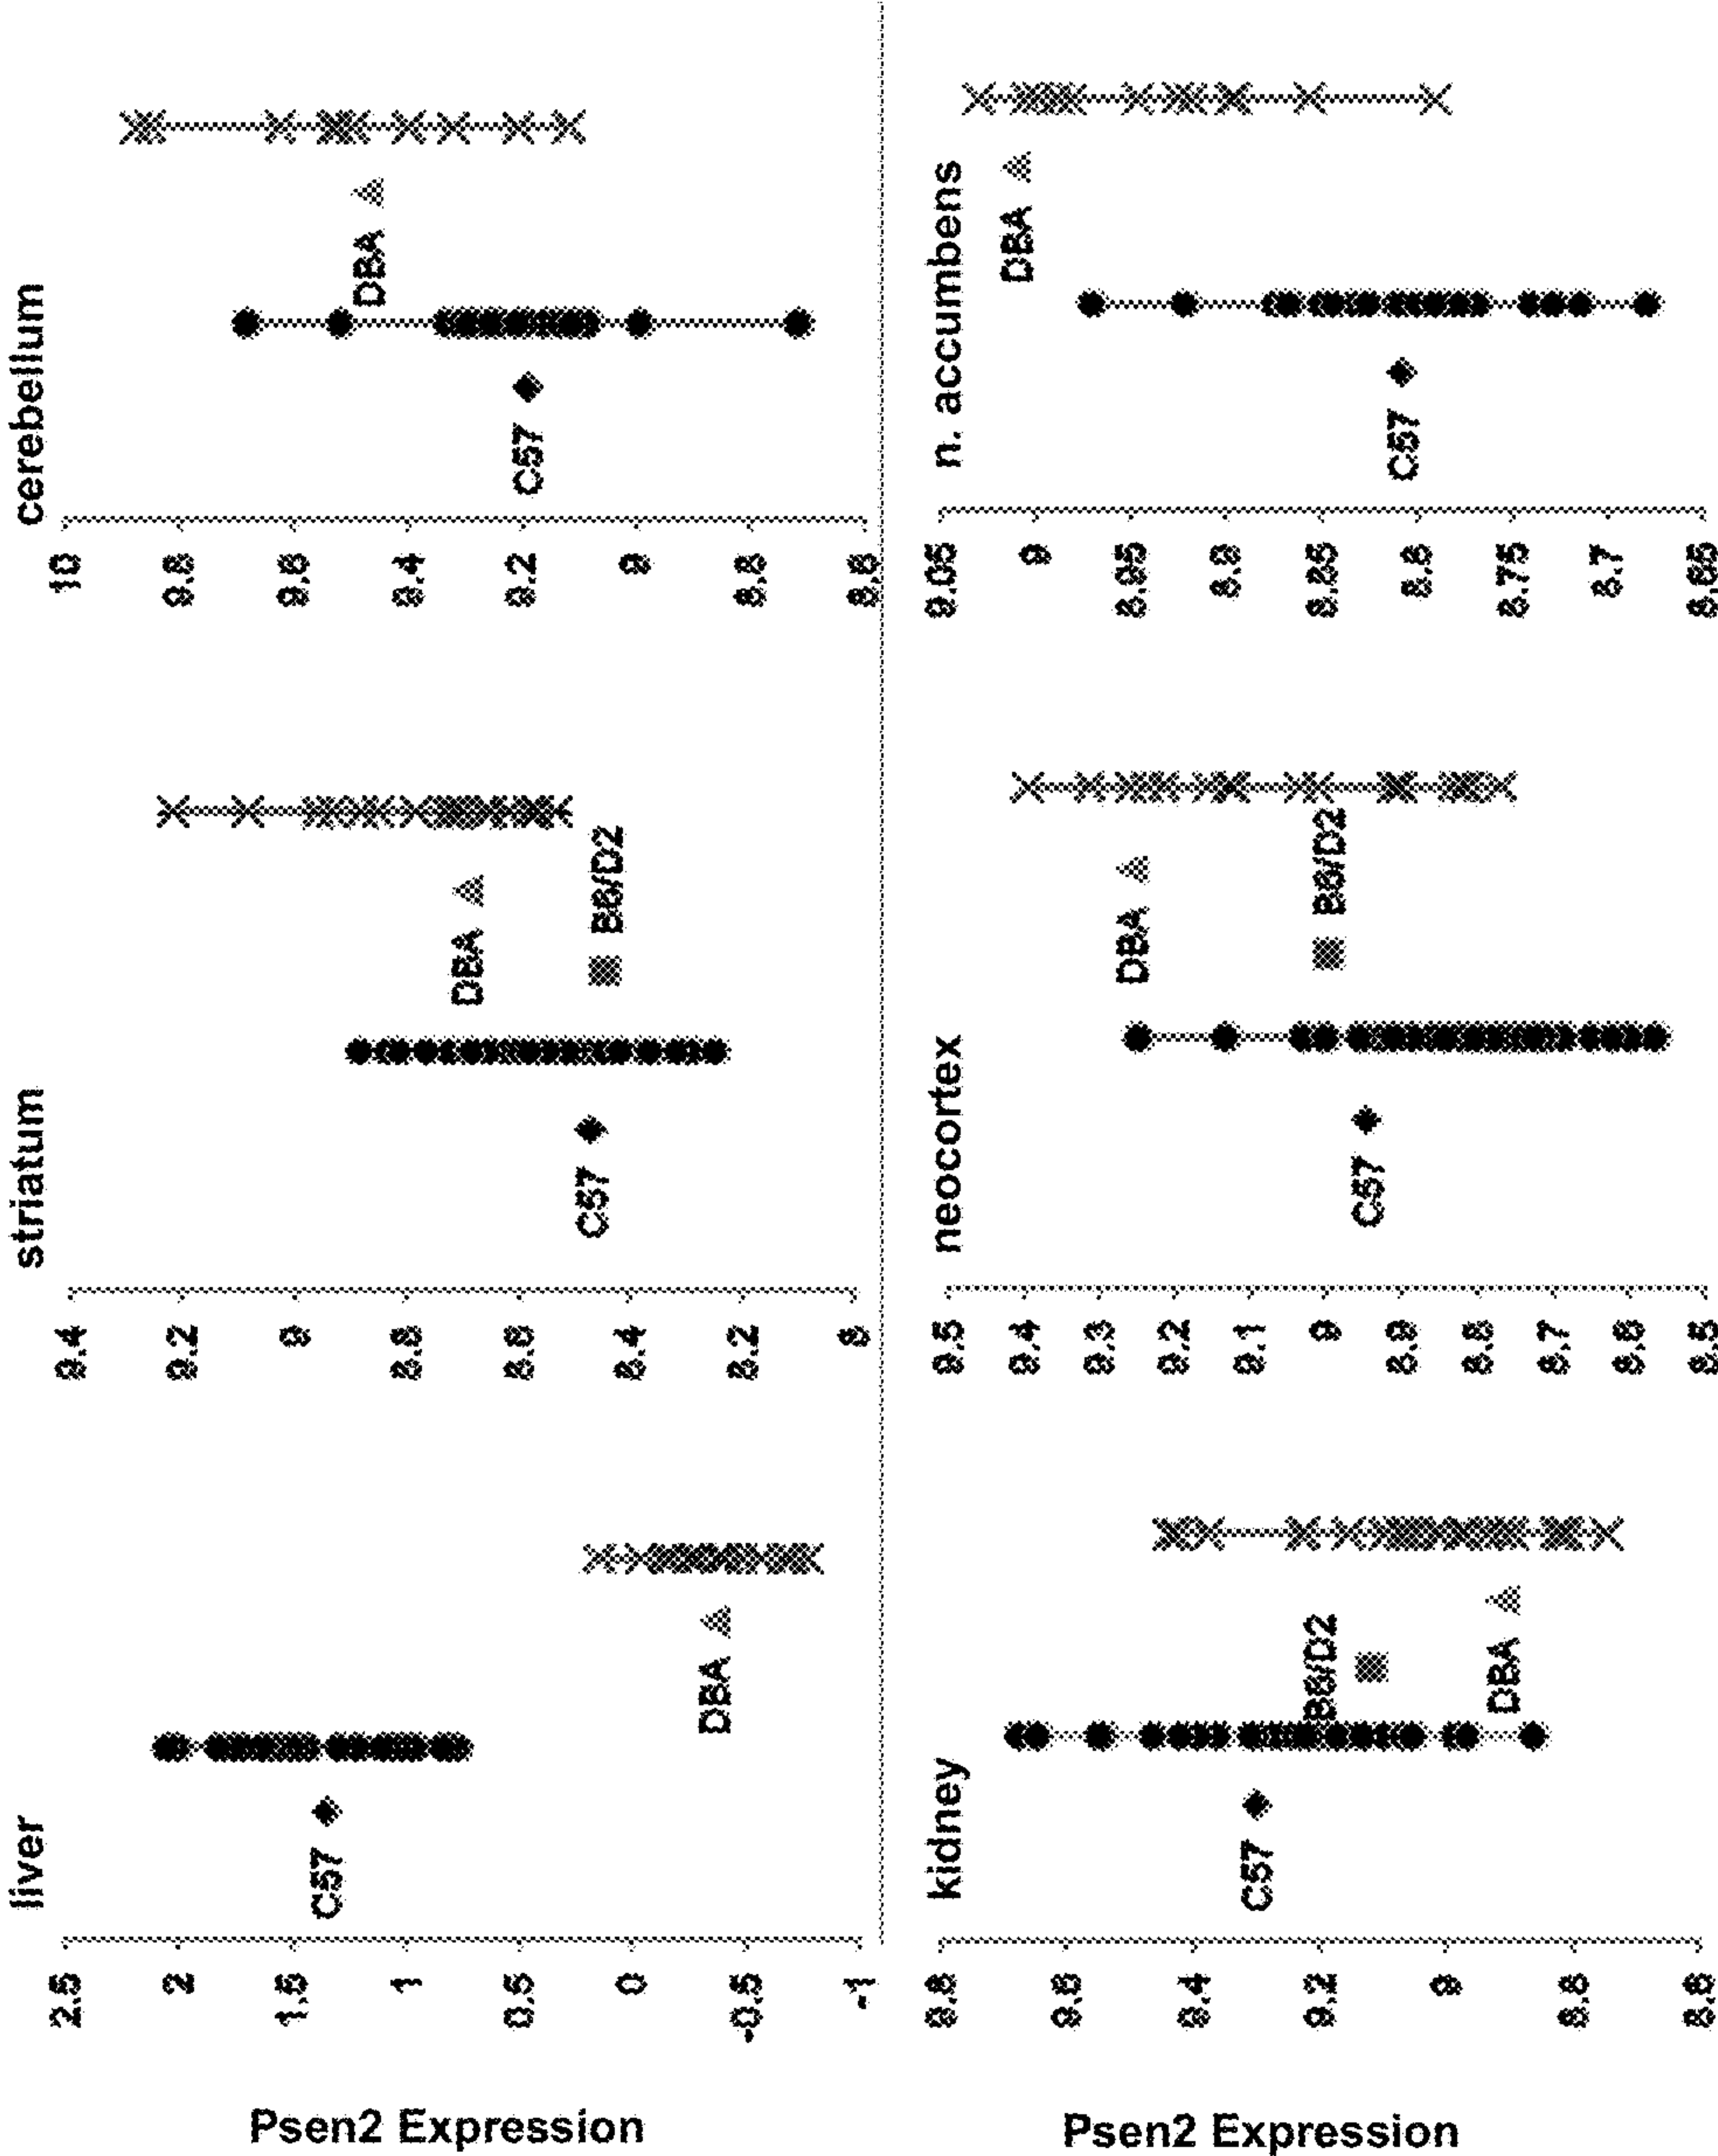 Psen2 Expression
liver
2.5
2
1.5
1
0.5
0
-0.5
-1
C57
DBA
striatum
9.4
9.2
9
8.8
8.6
8.4
8.2
8
C57
DBA
B6/D2
cerebellum
10
9.8
9.6
9.4
9.2
9
8.8
8.6
C57
DBA
Psen2 Expression
kidney
9.8
9.6
9.4
9.2
9
8.8
8.6
C57
B6/D2
DBA
neocortex
9.5
9.4
9.3
9.2
9.1
9
8.9
8.8
8.7
8.6
8.5
C57
DBA
B6/D2
n. accumbens
9.05
9
8.95
8.9
8.85
8.8
8.75
8.7
8.65
C57
DBA